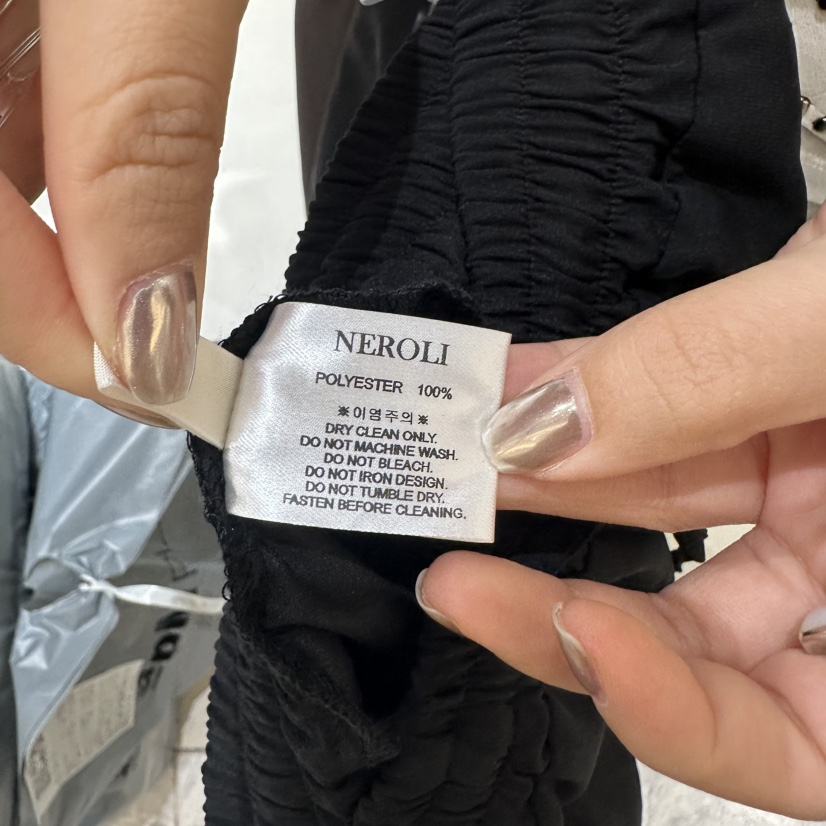 NEROLI
POLYESTER 100%
※이염주의※
DRY CLEAN ONLY.
DO NOT MACHINE WASH.
DO NOT BLEACH.
DO NOT IRON DESIGN.
DO NOT TUMBLE DRY.
FASTEN BEFORE CLEANING.